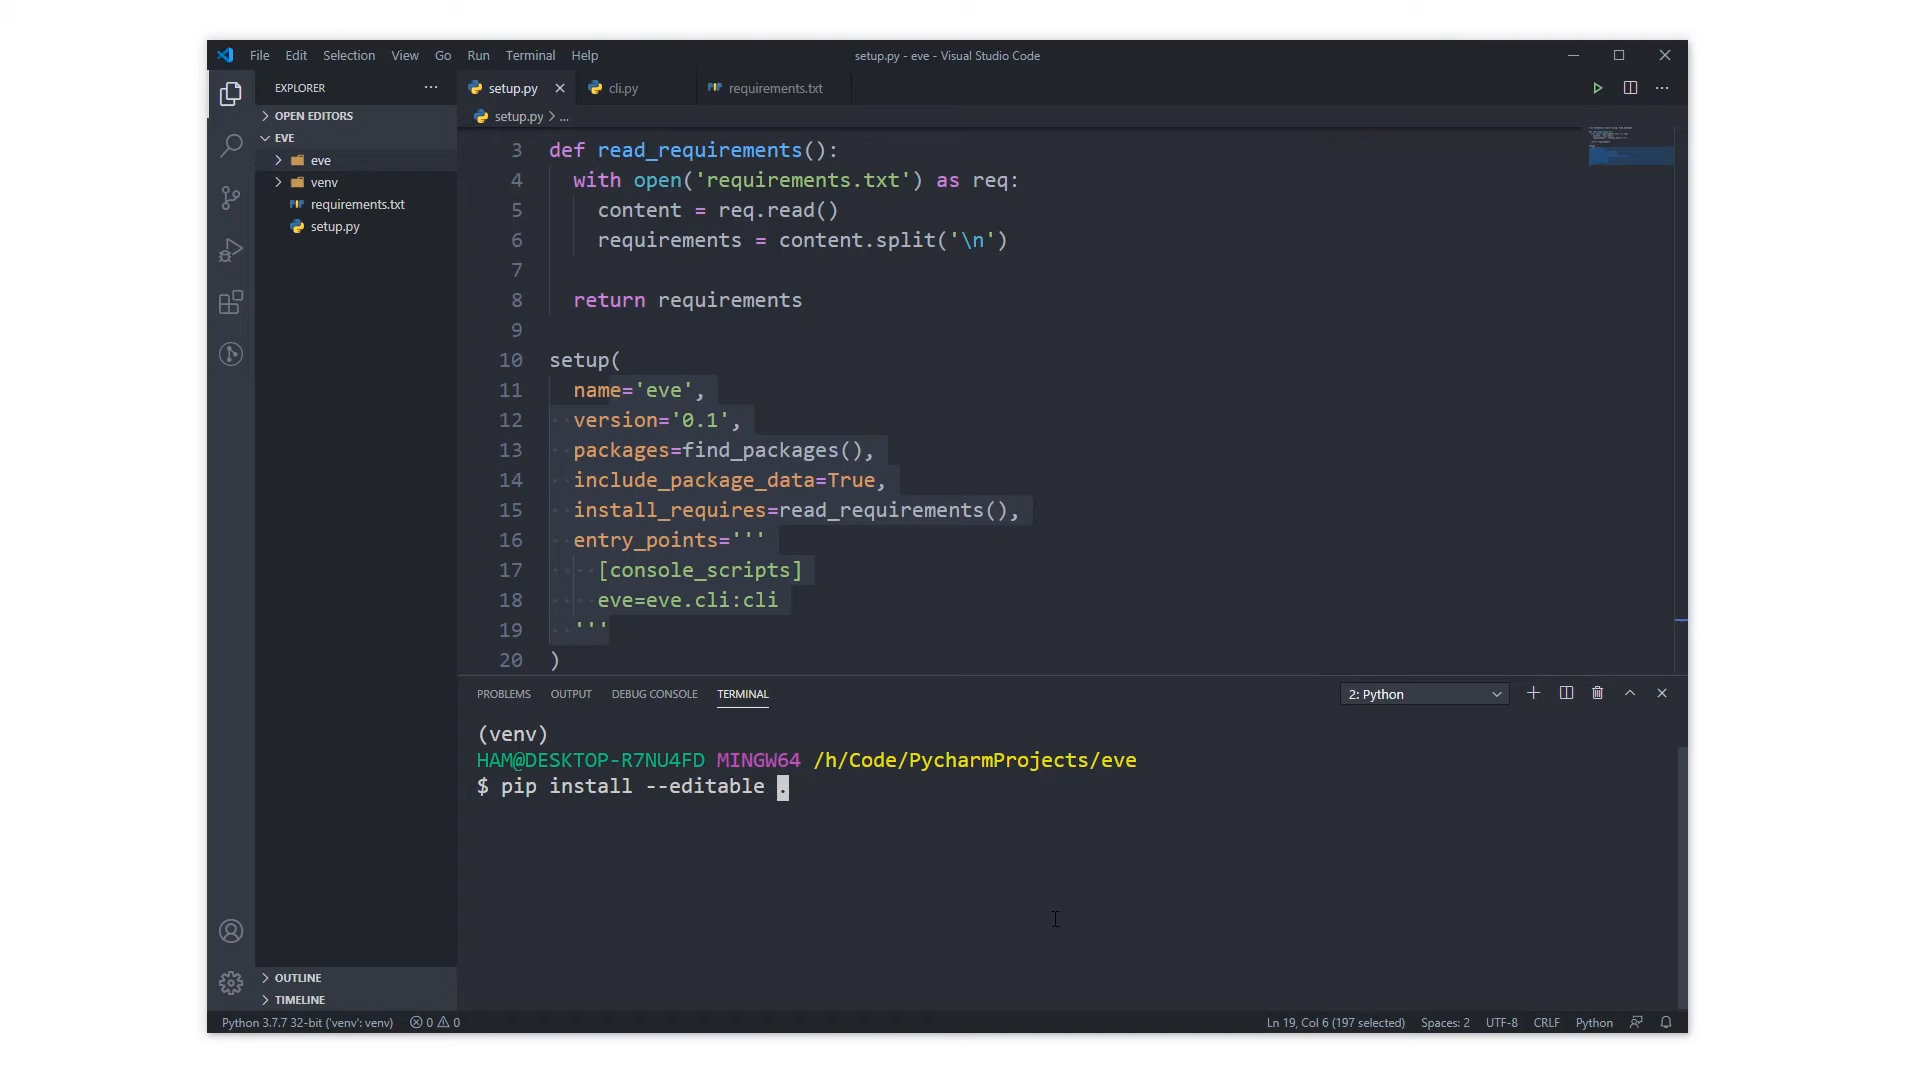 File Edit Selection View Go Run Terminal Help
setup.py - eve - Visual Studio Code
EXPLORER
OPEN EDITORS
EVE
eve
venv
requirements.txt
setup.py
setup.py
cli.py
requirements.txt
setup.py > ...
3 def read_requirements():
4 with open('requirements.txt') as req:
5 content = req.read()
6 requirements = content.split('\n')
7
8 return requirements
9
10 setup(
11 name='eve',
12 version='0.1',
13 packages=find_packages(),
14 include_package_data=True,
15 install_requires=read_requirements(),
16 entry_points='''
17 [console_scripts]
18 eve=eve.cli:cli
19 '''
20 )
PROBLEMS OUTPUT DEBUG CONSOLE TERMINAL
2: Python
(venv)
HAM@DESKTOP-R7NU4FD MINGW64 /h/Code/PycharmProjects/eve
$ pip install --editable .
OUTLINE
TIMELINE
Python 3.7.7 32-bit ('venv': venv) 0 0
Ln 19, Col 6 (197 selected) Spaces: 2 UTF-8 CRLF Python